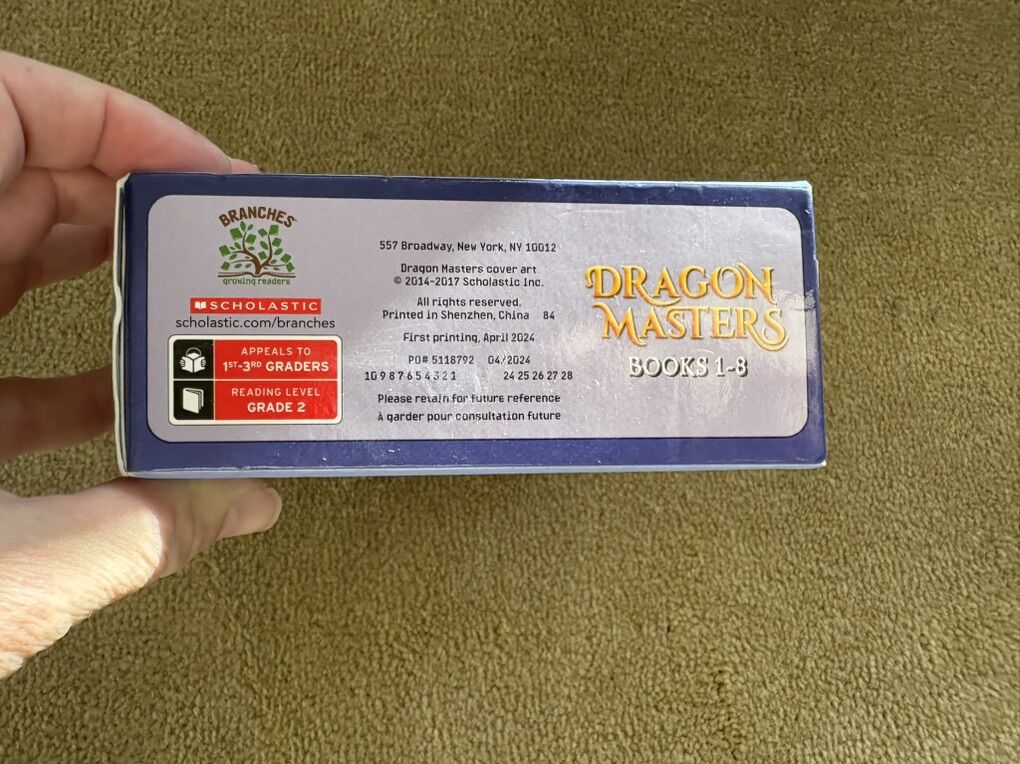 BRANCHES
growing readers
SCHOLASTIC
scholastic.com/branches
APPEALS TO
1ST-3RD GRADERS
READING LEVEL
GRADE 2
557 Broadway, New York, NY 10012
Dragon Masters cover art
© 2014-2017 Scholastic Inc.
All rights reserved.
Printed in Shenzhen, China 84
First printing, April 2024
PO# 5118792 04/2024
10 9 8 7 6 5 4 3 2 1 24 25 26 27 28
Please retain for future reference
à garder pour consultation future
DRAGON
MASTERS
BOOKS 1-8